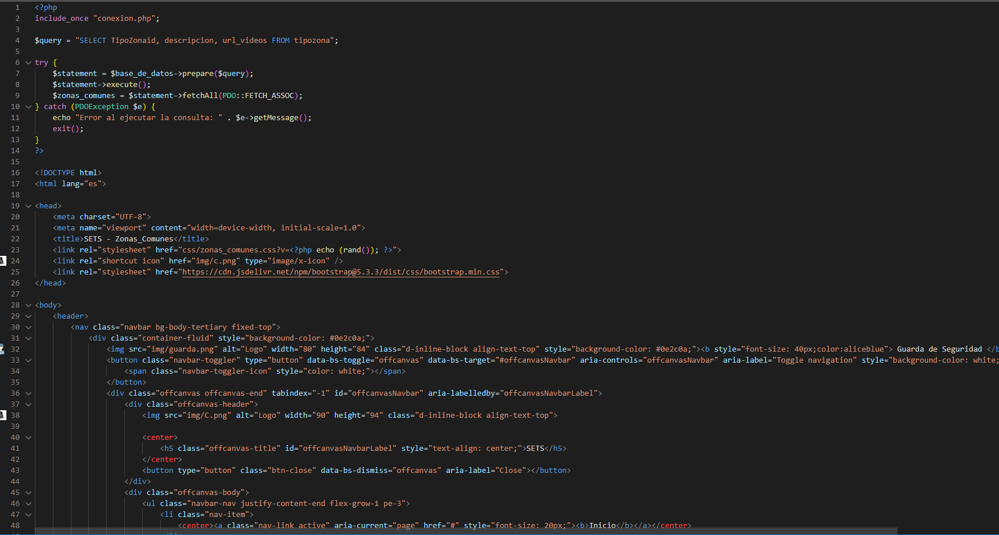 1 <?php
2 include_once "conexion.php";
3
4 $query = "SELECT TipoZonaid, descripcion, url_videos FROM tipozona";
5
6 try {
7 $statement = $base_de_datos->prepare($query);
8 $statement->execute();
9 $zonas_comunes = $statement->fetchAll(PDO::FETCH_ASSOC);
10 } catch (PDOException $e) {
11 echo "Error al ejecutar la consulta: " . $e->getMessage();
12 exit();
13 }
14 ?>
15
16 <!DOCTYPE html>
17 <html lang="es">
18
19 <head>
20 <meta charset="UTF-8">
21 <meta name="viewport" content="width=device-width, initial-scale=1.0">
22 <title>SETS - Zonas_Comunes</title>
23 <link rel="stylesheet" href="css/zonas_comunes.css?v=<?php echo (rand()); ?>">
24 <link rel="shortcut icon" href="img/c.png" type="image/x-icon" />
25 <link rel="stylesheet" href="https://cdn.jsdelivr.net/npm/bootstrap@5.3.3/dist/css/bootstrap.min.css">
26 </head>
27
28 <body>
29 <header>
30 <nav class="navbar bg-body-tertiary fixed-top">
31 <div class="container-fluid" style="background-color: #0e2c0a;">
32 <img src="img/guarda.png" alt="Logo" width="80" height="84" class="d-inline-block align-text-top" style="background-color: #0e2c0a;"><b style="font-size: 40px;color:aliceblue"> Guarda de Seguridad </b
33 <button class="navbar-toggler" type="button" data-bs-toggle="offcanvas" data-bs-target="#offcanvasNavbar" aria-controls="offcanvasNavbar" aria-label="Toggle navigation" style="background-color: white;
34 <span class="navbar-toggler-icon" style="color: white;"></span>
35 </button>
36 <div class="offcanvas offcanvas-end" tabindex="-1" id="offcanvasNavbar" aria-labelledby="offcanvasNavbarLabel">
37 <div class="offcanvas-header">
38 <img src="img/C.png" alt="Logo" width="90" height="94" class="d-inline-block align-text-top">
39
40 <center>
41 <h5 class="offcanvas-title" id="offcanvasNavbarLabel" style="text-align: center;">SETS</h5>
42 </center>
43 <button type="button" class="btn-close" data-bs-dismiss="offcanvas" aria-label="Close"></button>
44 </div>
45 <div class="offcanvas-body">
46 <ul class="navbar-nav justify-content-end flex-grow-1 pe-3">
47 <li class="nav-item">
48 <center><a class="nav-link active" aria-current="page" href="#" style="font-size: 20px;"><b>Inicio</b></a></center>